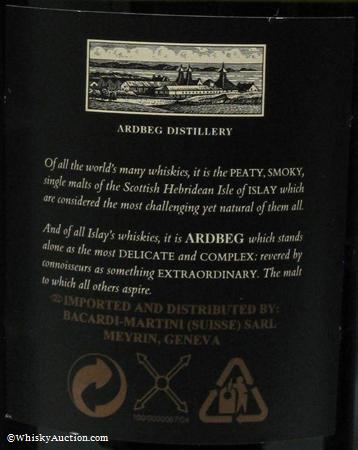 ARDBEG DISTILLERY
Of all the world's many whiskies, it is the PEATY, SMOKY,
single malts of the Scottish Hebridean Isle of ISLAY which
are considered the most challenging yet natural of them all.
And of all Islay's whiskies, it is ARDBEG which stands
alone as the most DELICATE and COMPLEX: revered by
connoisseurs as something EXTRAORDINARY. The malt
to which all others aspire.
IMPORTED AND DISTRIBUTED BY:
BACARDI-MARTINI (SUISSE) SARL
MEYRIN, GENEVA
©WhiskyAuction.com